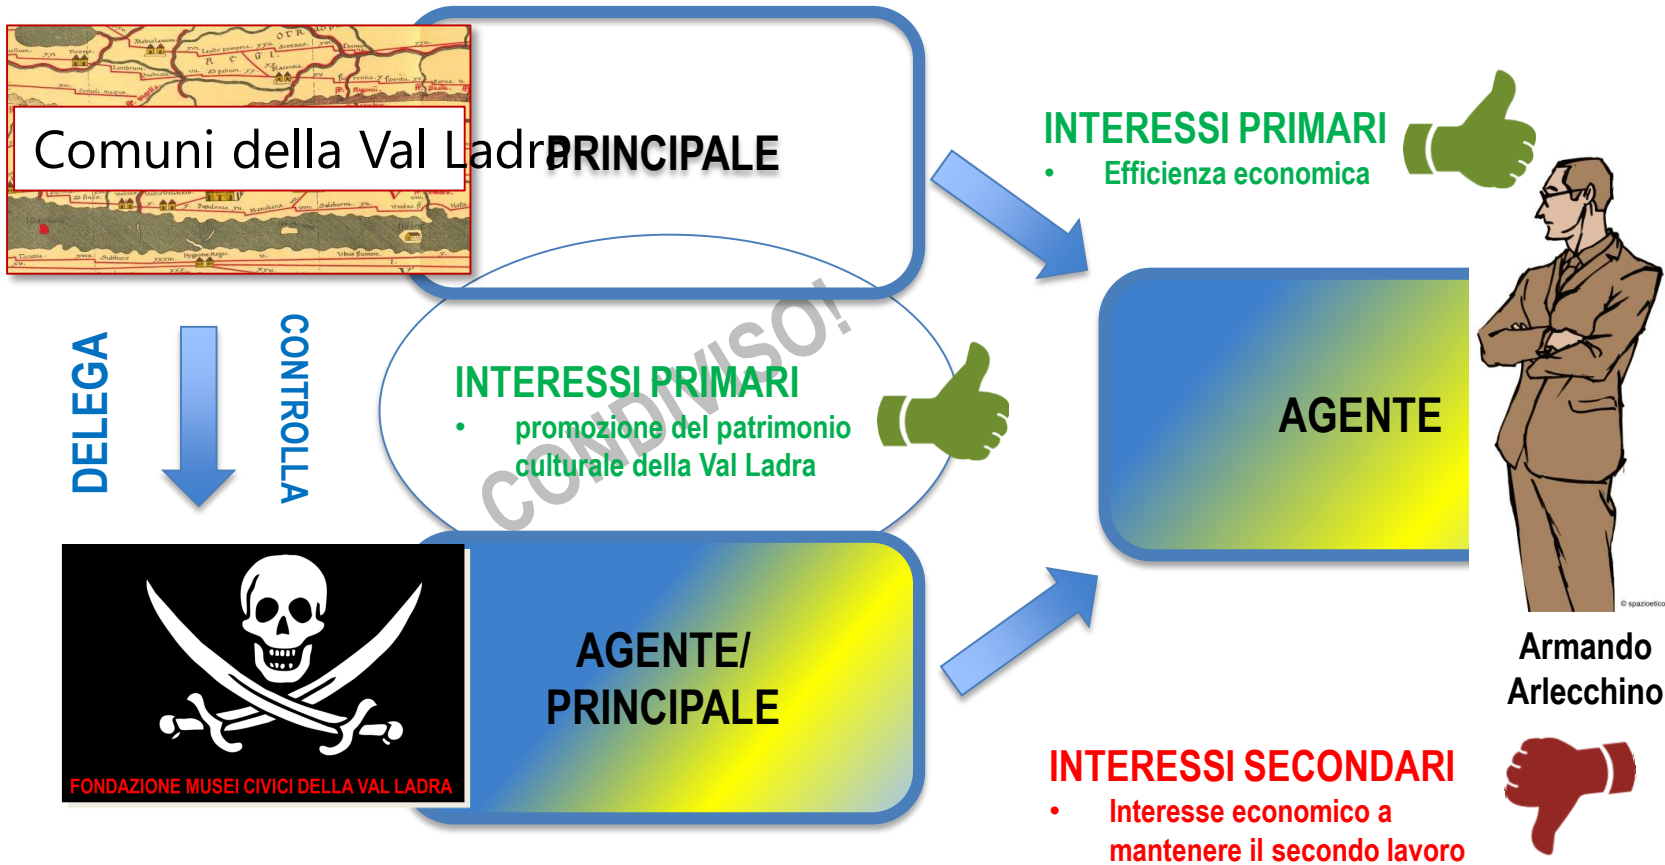 Comuni della Val Ladra
PRINCIPALE
INTERESSI PRIMARI
• Efficienza economica
DELEGA
CONTROLLA
CONDIVISO!
INTERESSI PRIMARI
• promozione del patrimonio
culturale della Val Ladra
AGENTE
© spazioetico
Armando
Arlecchino
AGENTE/
PRINCIPALE
FONDAZIONE MUSEI CIVICI DELLA VAL LADRA
INTERESSI SECONDARI
• Interesse economico a
mantenere il secondo lavoro